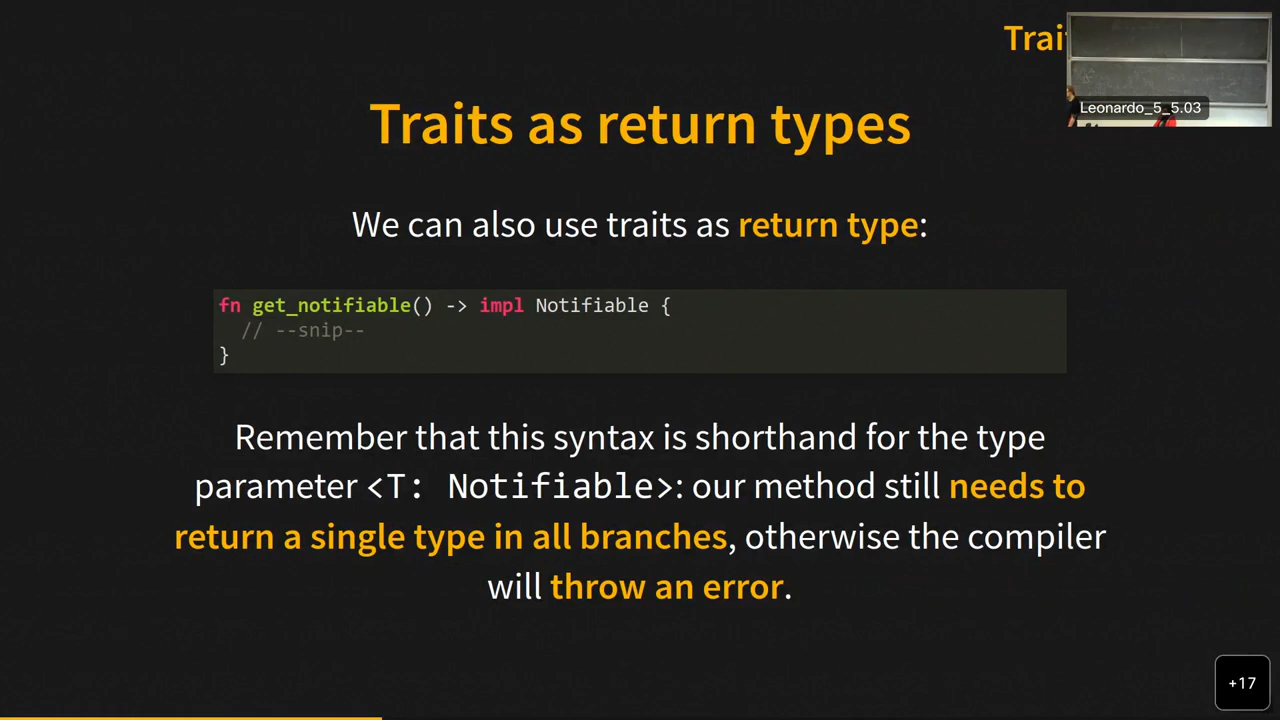 Trai
Leonardo_5_5.03
Traits as return types
We can also use traits as return type:
fn get_notifiable() -> impl Notifiable {
// --snip--
}
Remember that this syntax is shorthand for the type
parameter <T: Notifiable>: our method still needs to
return a single type in all branches, otherwise the compiler
will throw an error.
+17